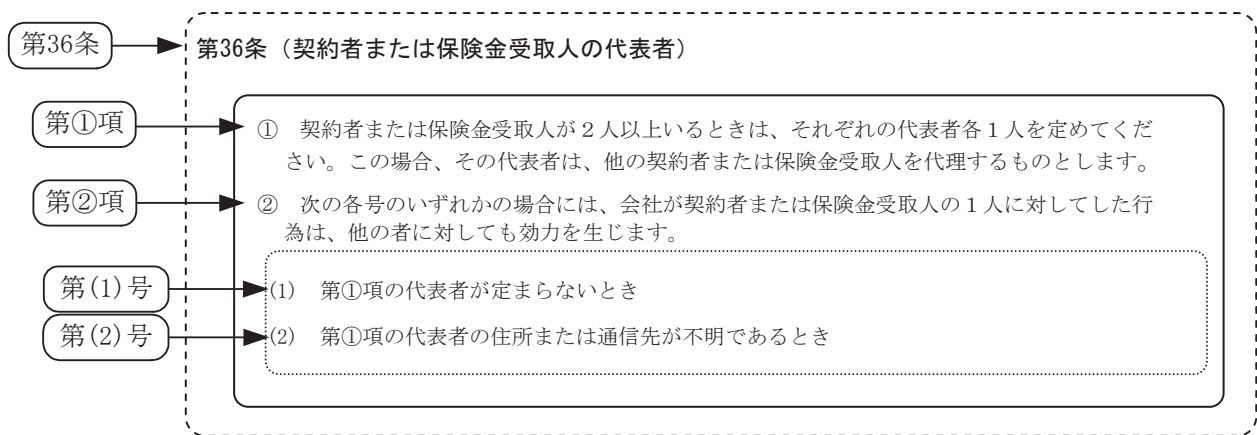 第36条
第36条（契約者または保険金受取人の代表者）
第①項
①　契約者または保険金受取人が２人以上いるときは、それぞれの代表者各１人を定めてくだ
さい。この場合、その代表者は、他の契約者または保険金受取人を代理するものとします。
第②項
②　次の各号のいずれかの場合には、会社が契約者または保険金受取人の１人に対してした行
為は、他の者に対しても効力を生じます。
第(1)号
(1)　第①項の代表者が定まらないとき
第(2)号
(2)　第①項の代表者の住所または通信先が不明であるとき